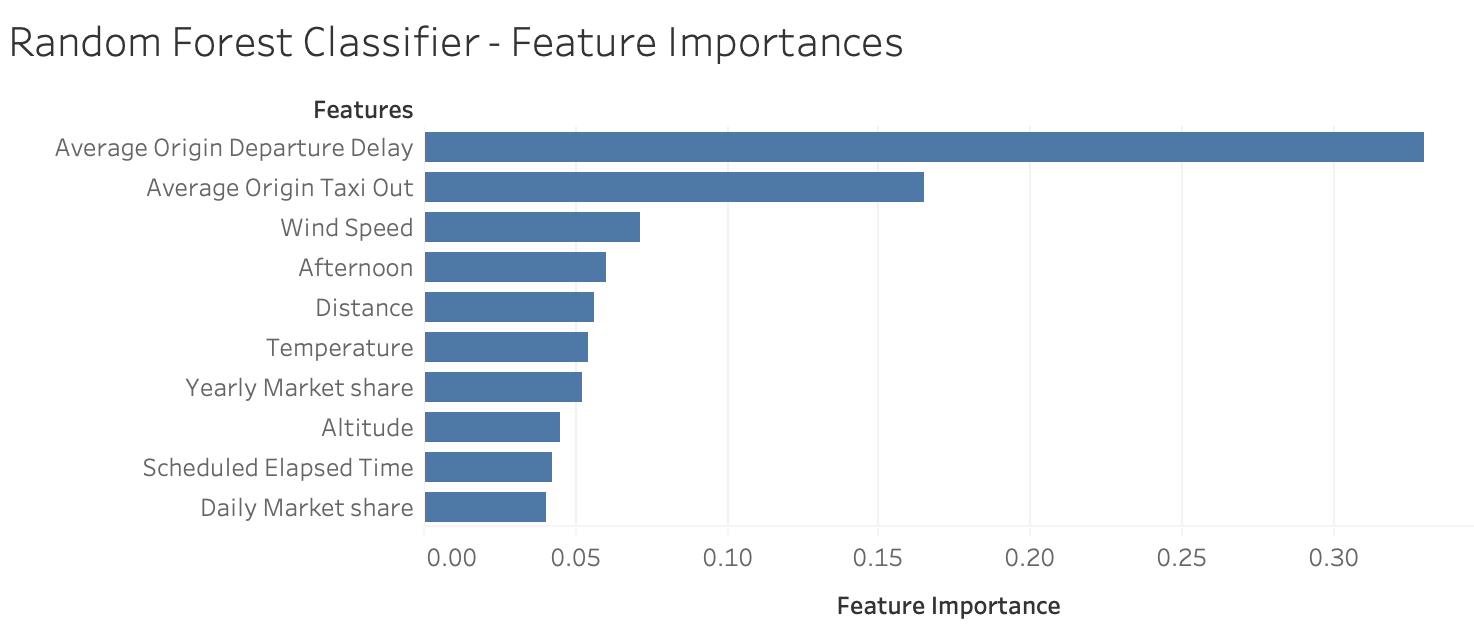 Random Forest Classifier - Feature Importances
Features
Average Origin Departure Delay
Average Origin Taxi Out
Wind Speed
Afternoon
Distance
Temperature
Yearly Market share
Altitude
Scheduled Elapsed Time
Daily Market share
0.00 0.05 0.10 0.15 0.20 0.25 0.30
Feature Importance